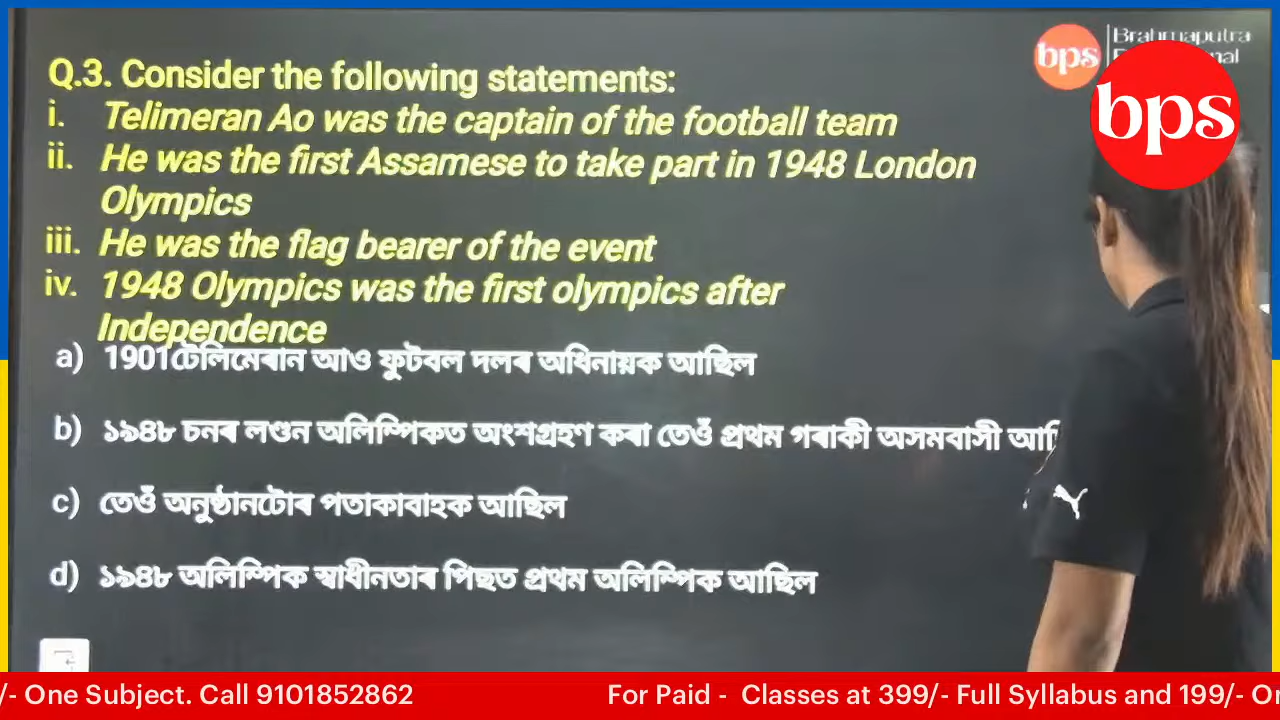 Brahmaputra
bps
bps
Q.3. Consider the following statements:
i. Telimeran Ao was the captain of the football team
ii. He was the first Assamese to take part in 1948 London
Olympics
iii. He was the flag bearer of the event
iv. 1948 Olympics was the first olympics after
Independence
a) 1901টেলিমেৰান আও ফুটবল দলৰ অধিনায়ক আছিল
b) ১৯৪৮ চনৰ লণ্ডন অলিম্পিকত অংশগ্ৰহণ কৰা তেওঁ প্ৰথম গৰাকী অসমবাসী
c) তেওঁ অনুষ্ঠানটোৰ পতাকাবাহক আছিল
d) ১৯৪৮ অলিম্পিক স্বাধীনতাৰ পিছত প্ৰথম অলিম্পিক আছিল
/- One Subject. Call 9101852862 For Paid - Classes at 399/- Full Syllabus and 199/-